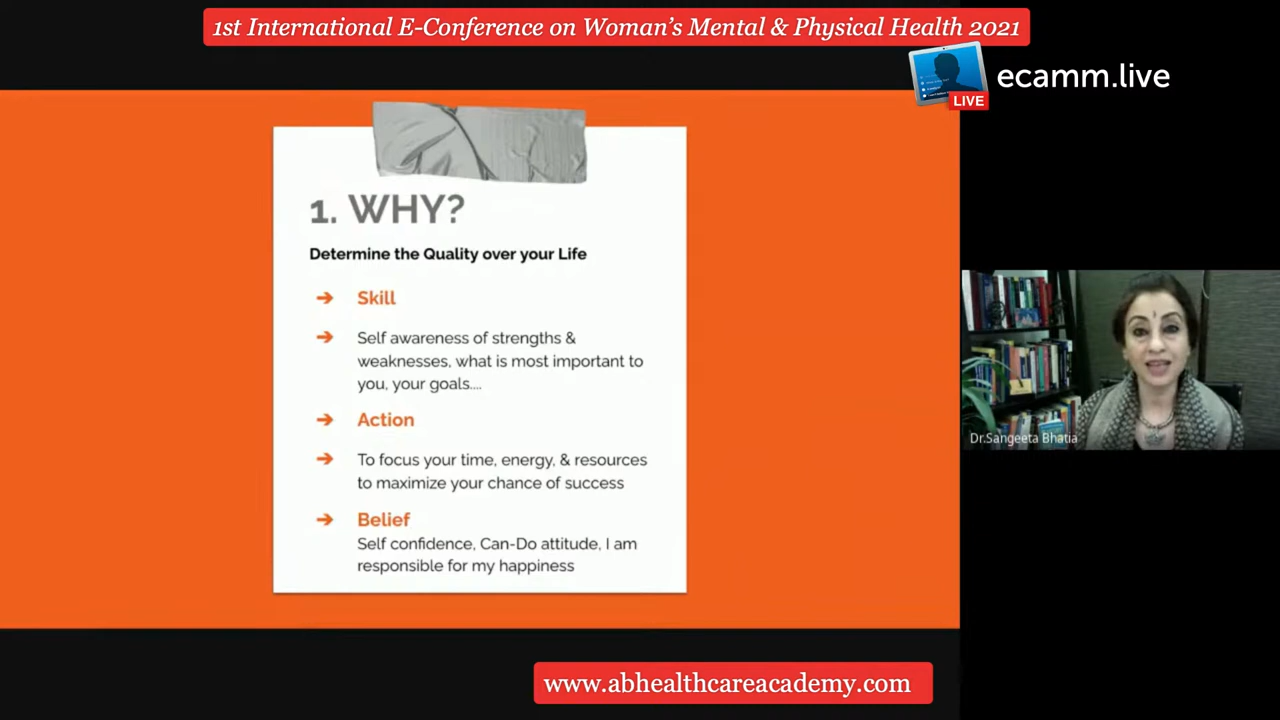 1st International E-Conference on Woman's Mental & Physical Health 2021
ecamm.live
LIVE
1. WHY?
Determine the Quality over your Life
➔ Skill
➔ Self awareness of strengths &
weaknesses, what is most important to
you, your goals....
➔ Action
➔ To focus your time, energy, & resources
to maximize your chance of success
➔ Belief
Self confidence, Can-Do attitude, I am
responsible for my happiness
Dr.Sangeeta Bhatia
www.abhealthcareacademy.com